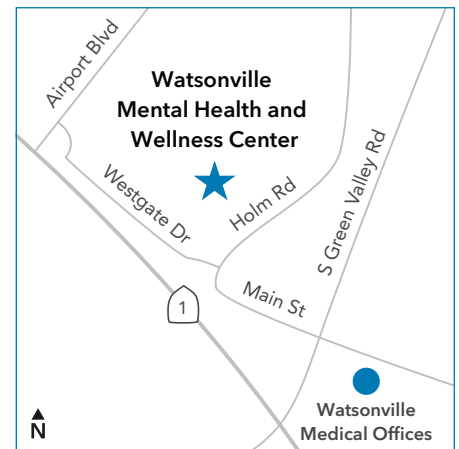 Airport Blvd
Watsonville
Mental Health and
Wellness Center
Westgate Dr
Holm Rd
S Green Valley Rd
Main St
1
Watsonville
Medical Offices
N